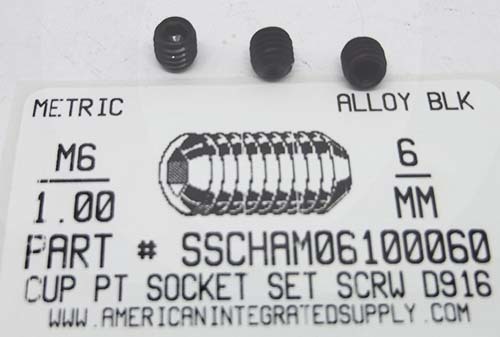 METRIC ALLOY BLK
M6 6
1.00 MM
PART # SSCHAM06100060
CUP PT SOCKET SET SCRW D916
WWW.AMERICANINTEGRATEDSUPPLY.COM